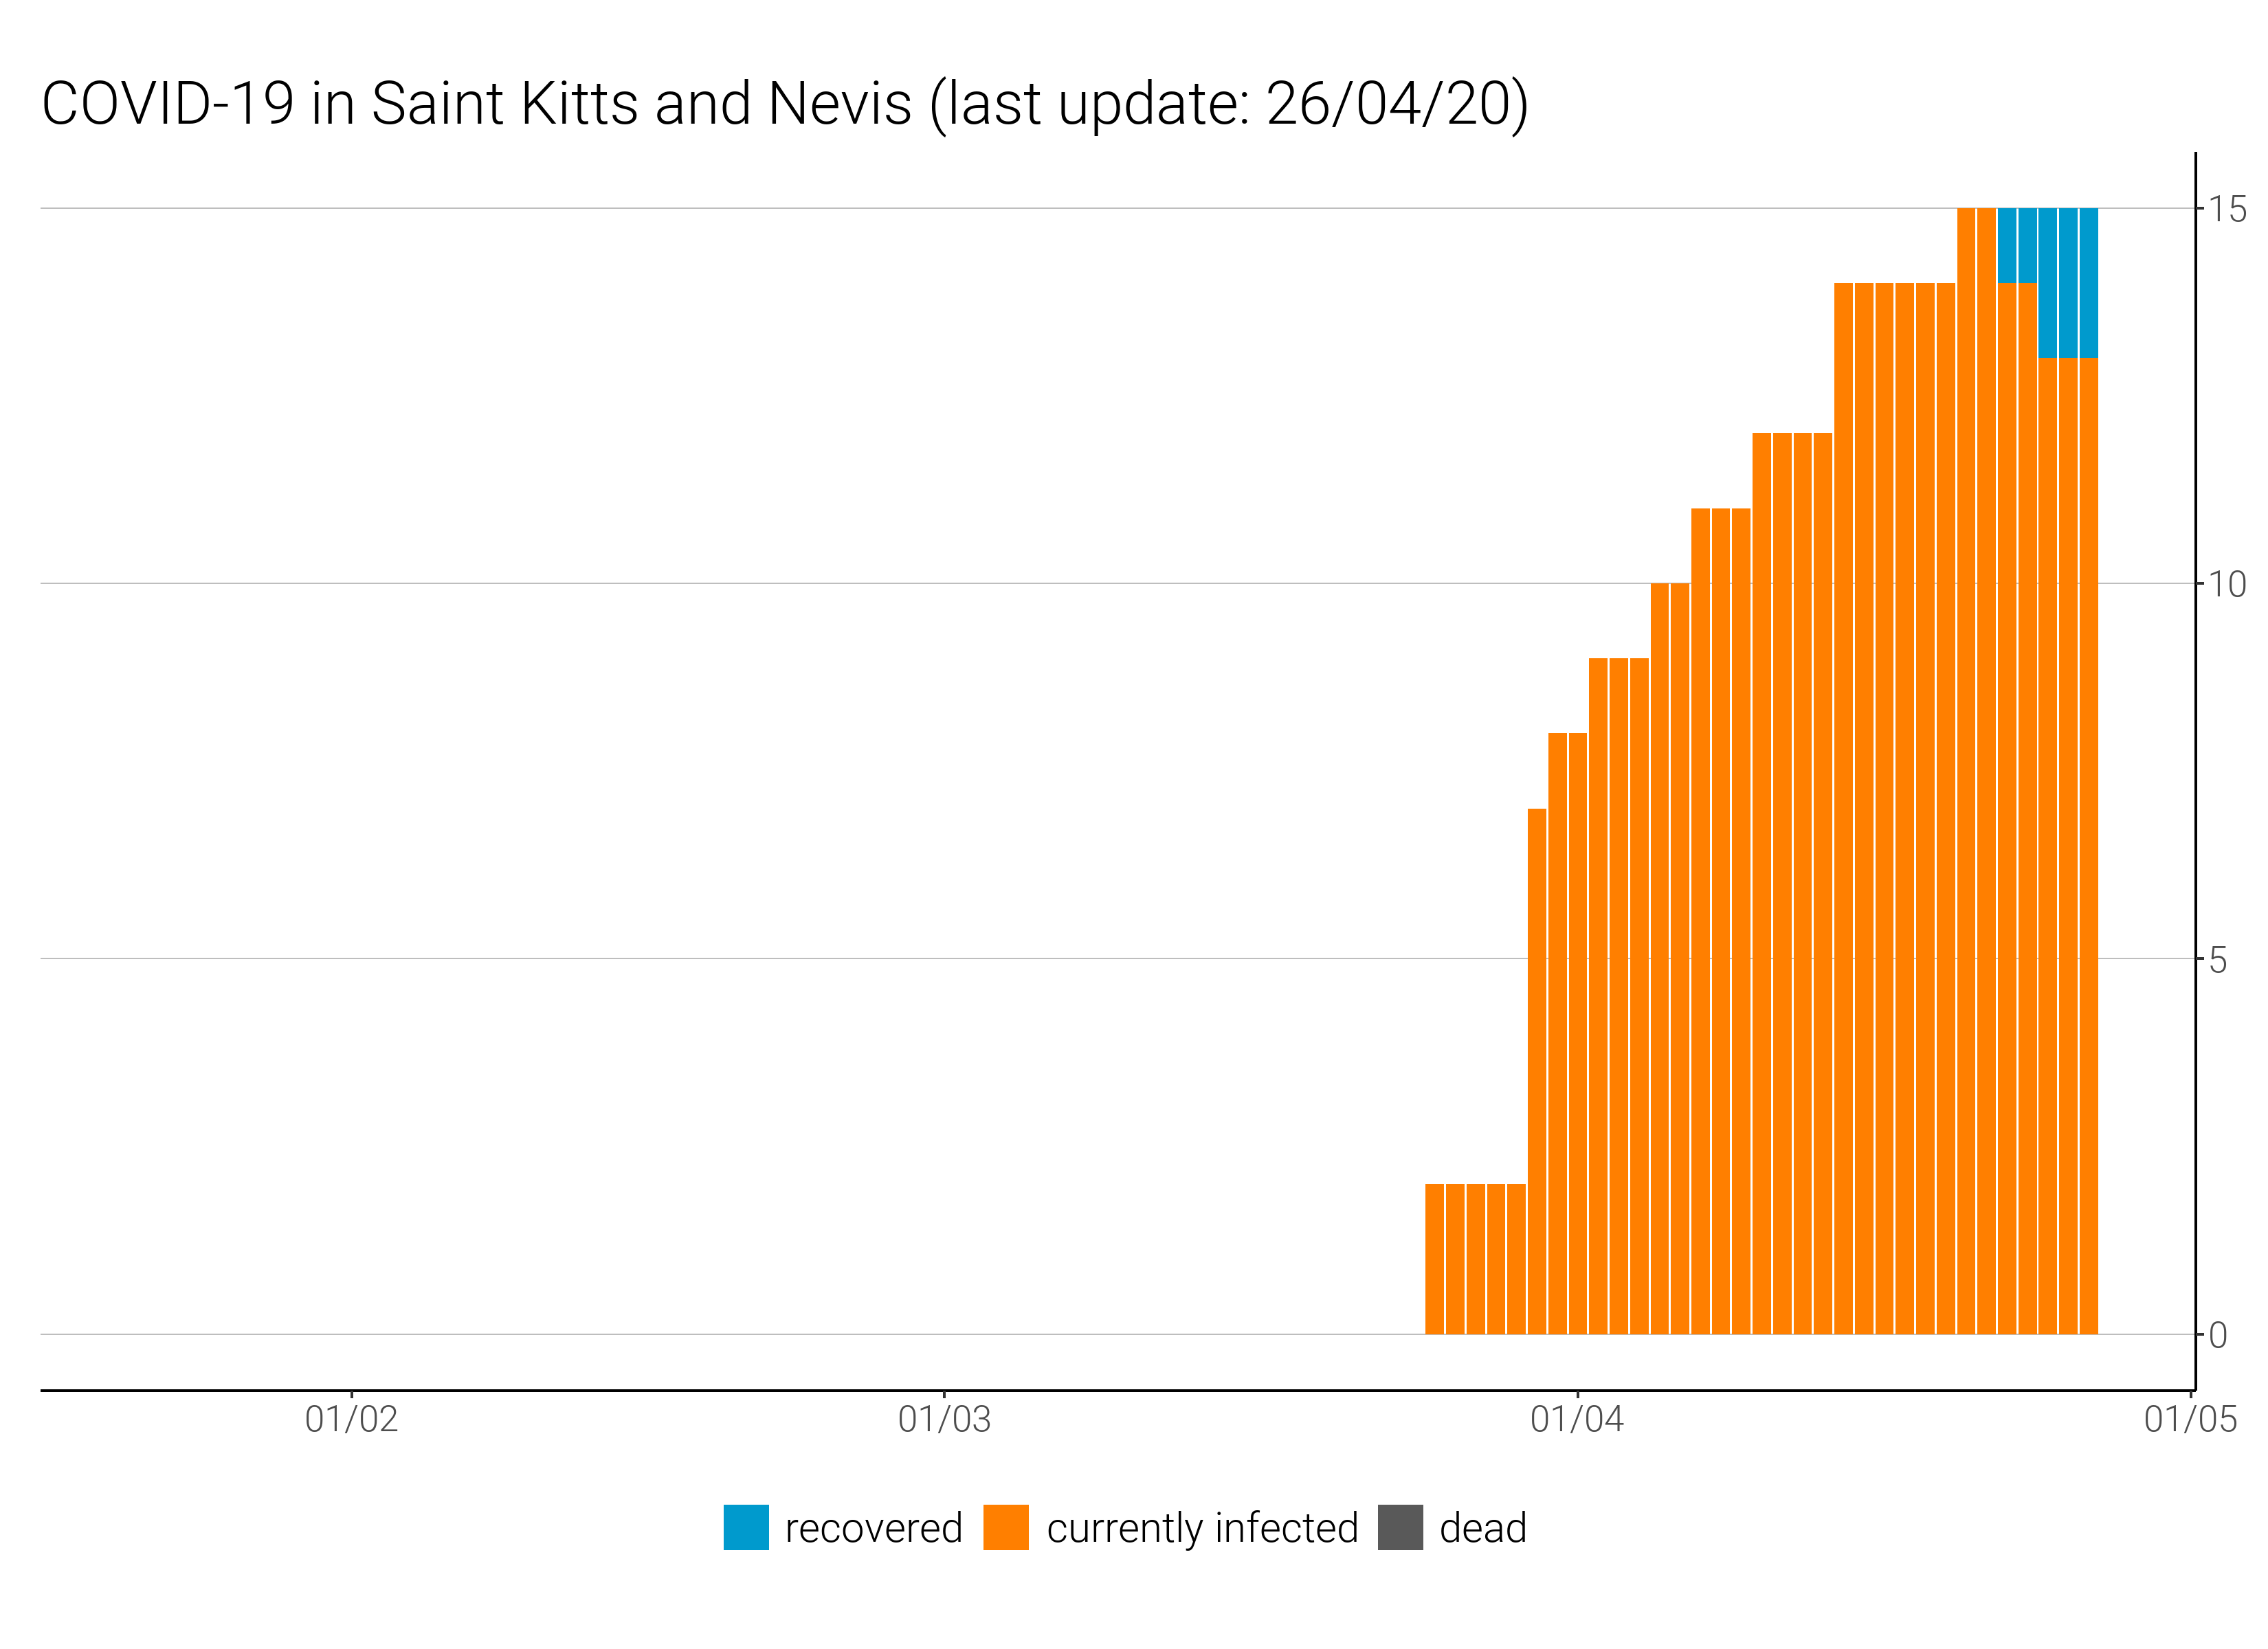 COVID-19 in Saint Kitts and Nevis (last update: 26/04/20)
15
10
5
0
01/02 01/03 01/04 01/05
recovered currently infected dead